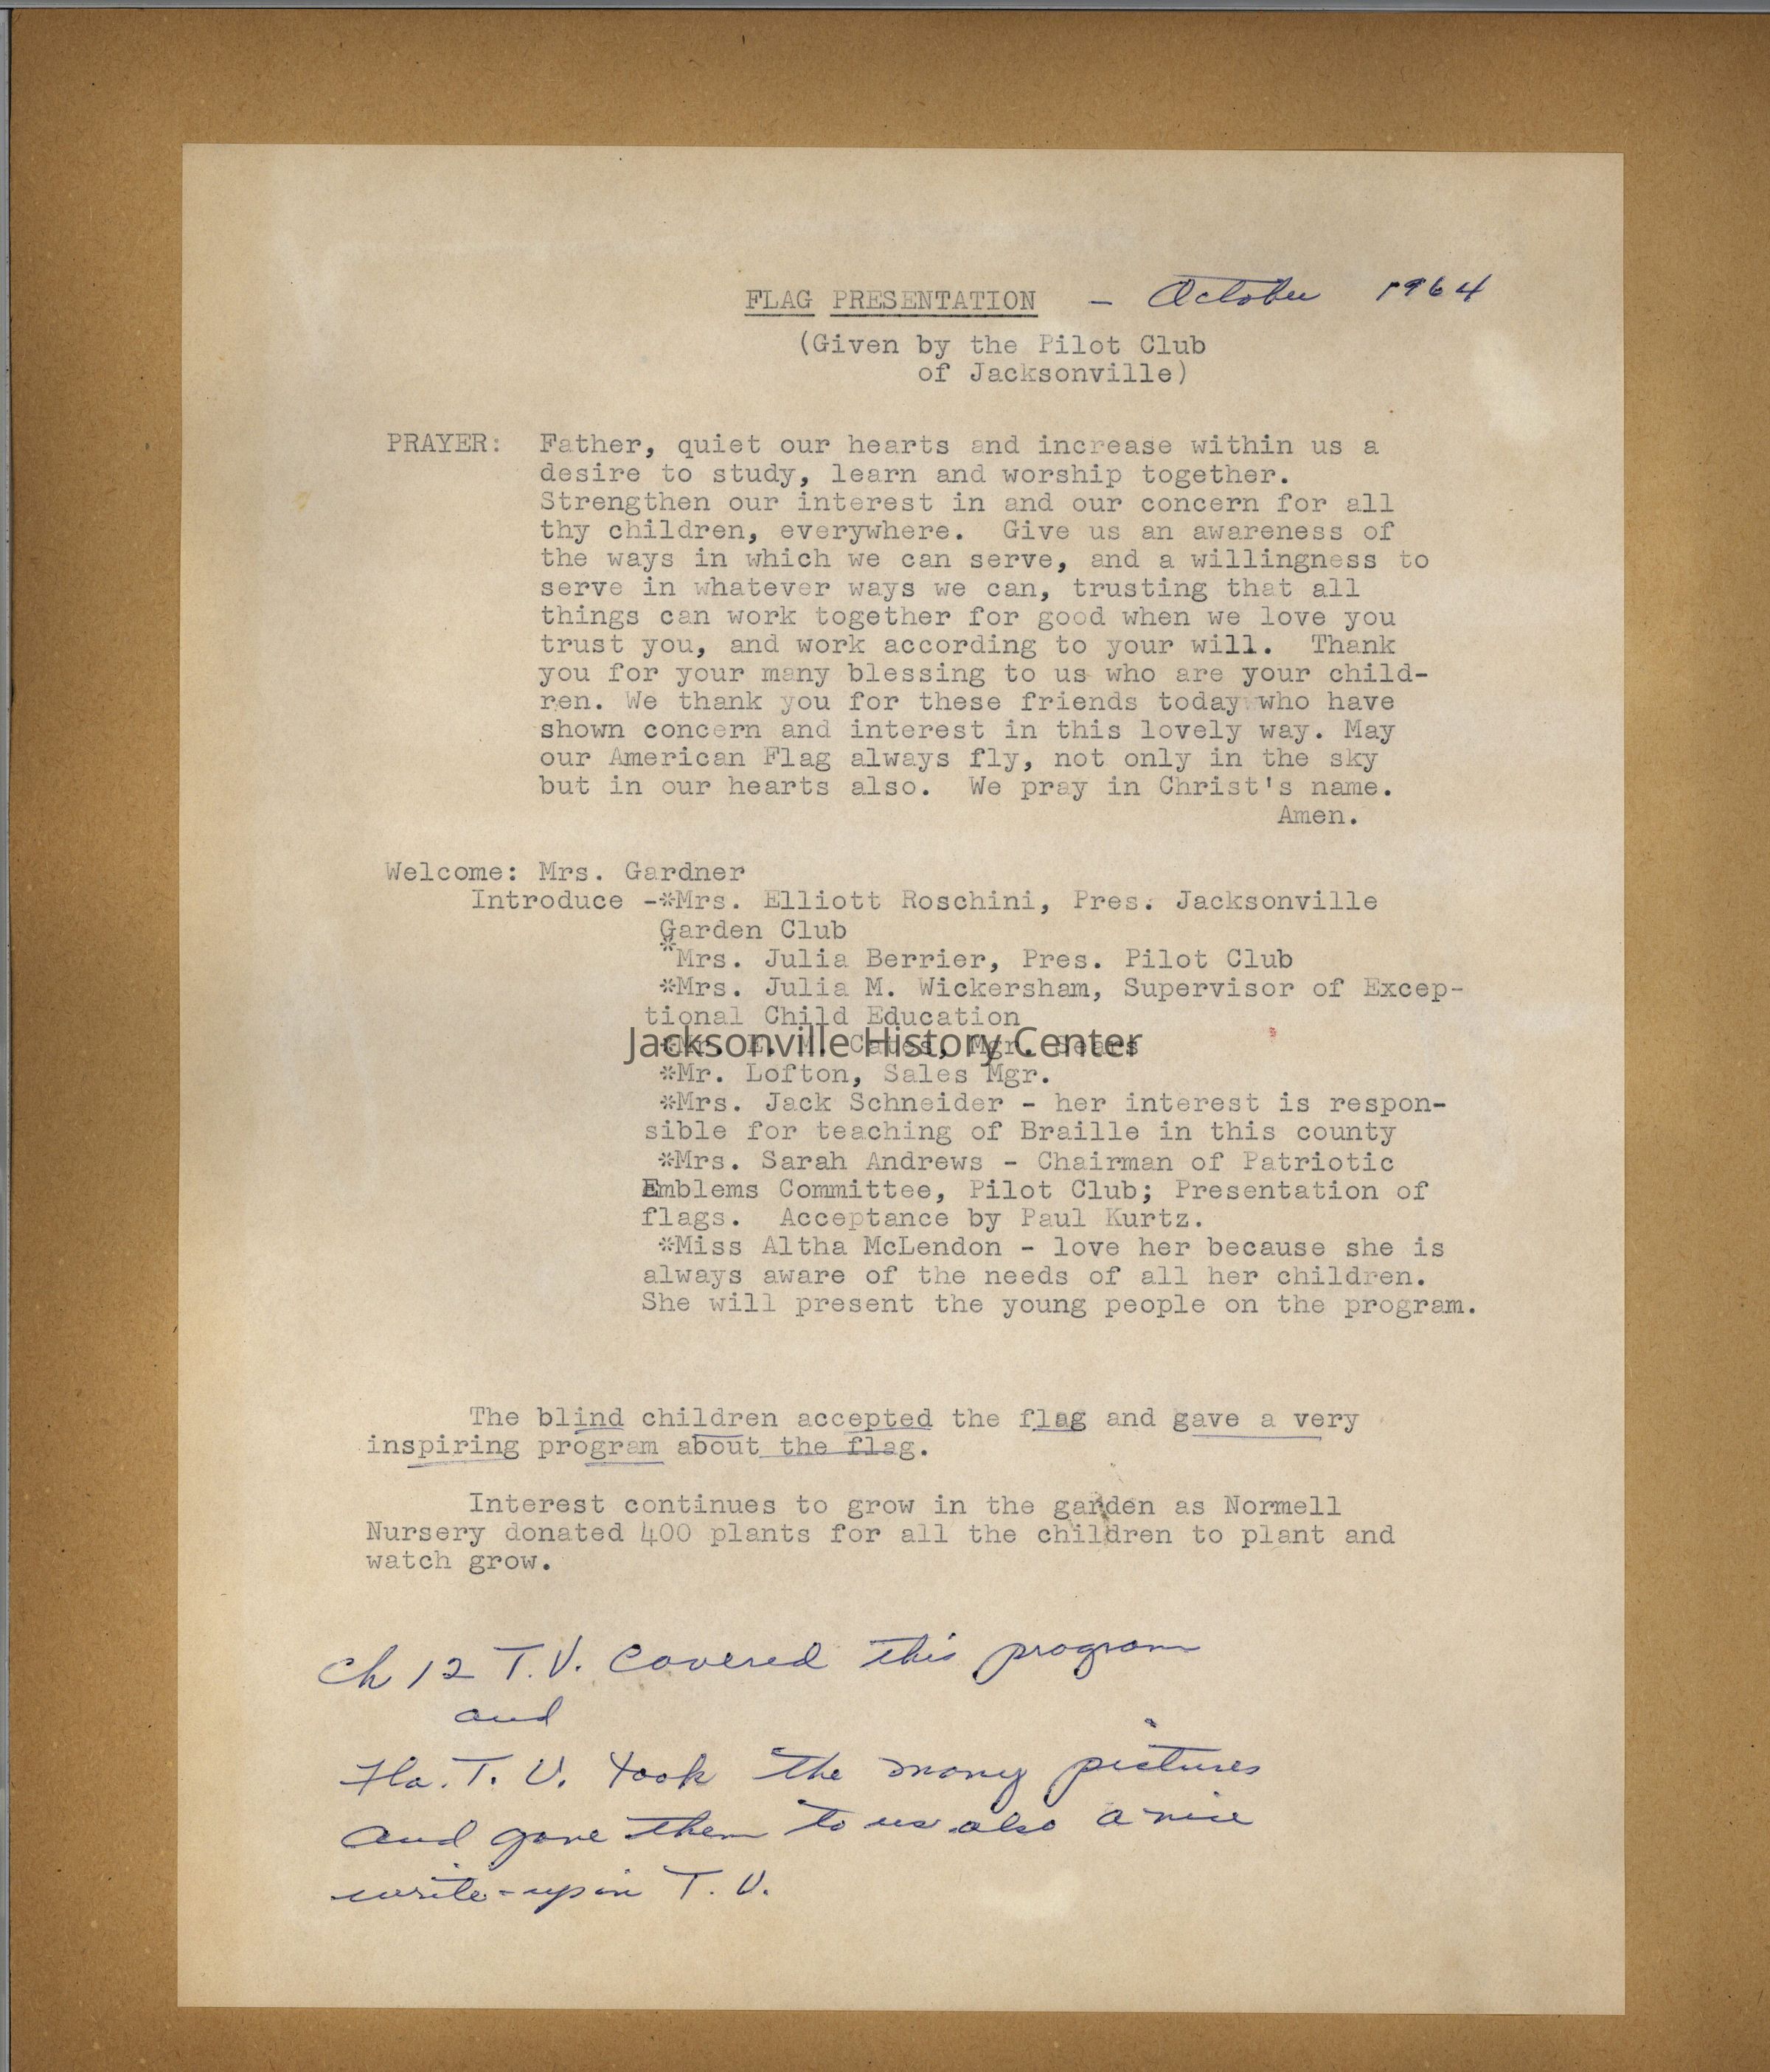 FLAG PRESENTATION - October 1964
(Given by the Pilot Club
of Jacksonville)
PRAYER: Father, quiet our hearts and increase within us a
desire to study, learn and worship together.
Strengthen our interest in and our concern for all
thy children, everywhere. Give us an awareness of
the ways in which we can serve, and a willingness to
serve in whatever ways we can, trusting that all
things can work together for good when we love you
trust you, and work according to your will. Thank
you for your many blessing to us who are your child-
ren. We thank you for these friends today who have
shown concern and interest in this lovely way. May
our American Flag always fly, not only in the sky
but in our hearts also. We pray in Christ's name.
Amen.
Welcome: Mrs. Gardner
Introduce -*Mrs. Elliott Roschini, Pres. Jacksonville
Garden Club
*Mrs. Julia Berrier, Pres. Pilot Club
*Mrs. Julia M. Wickersham, Supervisor of Excep-
tional Child Education
Jacksonville History Center
Mgr. Sears
*Mr. Lofton, Sales Mgr.
*Mrs. Jack Schneider - her interest is respon-
sible for teaching of Braille in this county
*Mrs. Sarah Andrews - Chairman of Patriotic
Emblems Committee, Pilot Club; Presentation of
flags. Acceptance by Paul Kurtz.
*Miss Altha McLendon - love her because she is
always aware of the needs of all her children.
She will present the young people on the program.
The blind children accepted the flag and gave a very
inspiring program about the flag.
Interest continues to grow in the garden as Normell
Nursery donated 400 plants for all the children to plant and
watch grow.
Ch 12 T.V. covered this program
and
Fla. T. V. took the many pictures
and gave them to us also a nice
write-up in T. V.